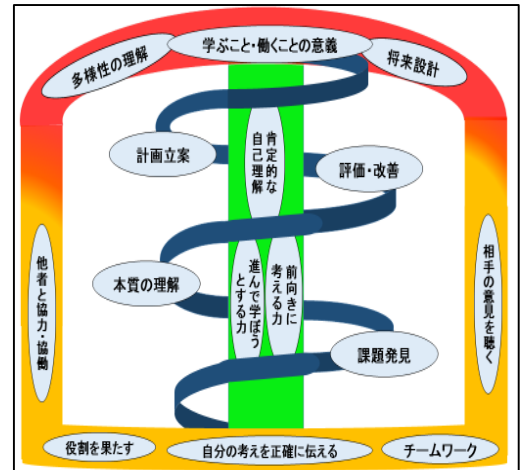 多様性の理解
学ぶこと・働くことの意義
将来設計
計画立案
肯定的な
自己理解
評価・改善
他者と協力・協働
本質の理解
進んで学ぼう
とする力
前向きに
考える力
相手の意見を聴く
課題発見
役割を果たす
自分の考えを正確に伝える
チームワーク